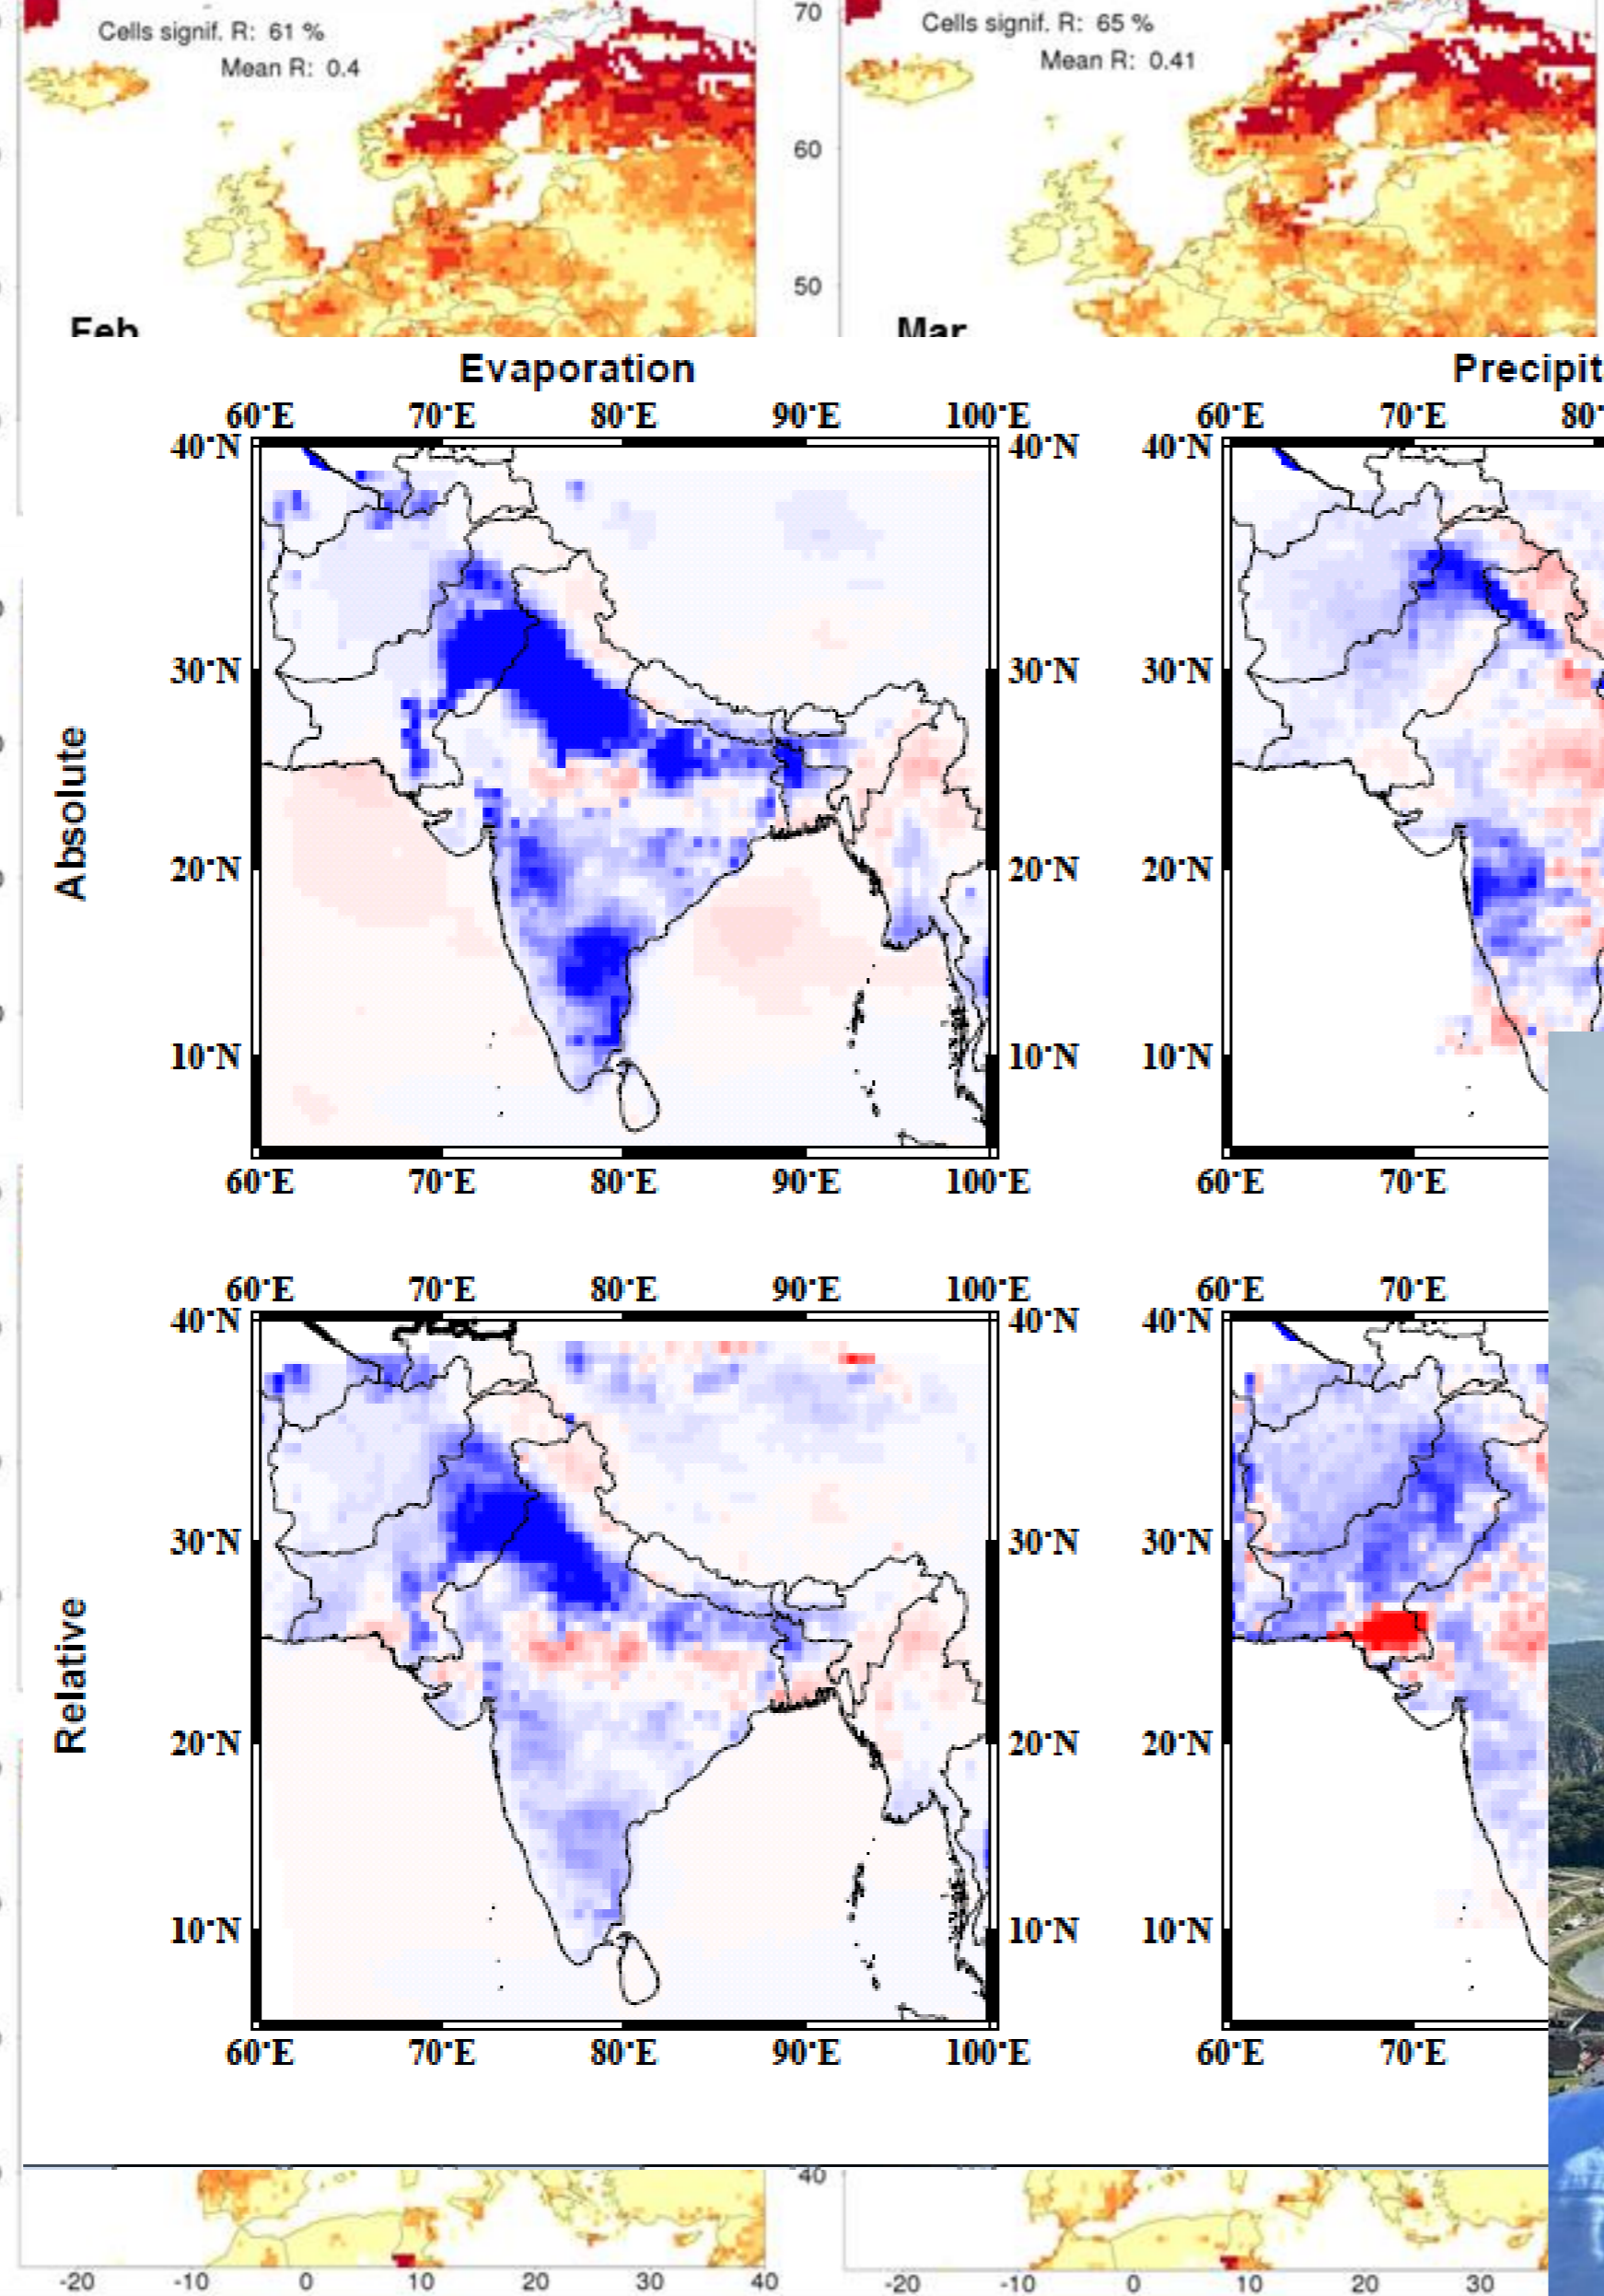 Cells signif. R: 61 %
Mean R: 0.4
70
Cells signif. R: 65 %
Mean R: 0.41
60
50
Feb
Mar
Evaporation
Precipit
60°E 70°E 80°E 90°E 100°E
60°E 70°E 80°
40°N 40°N 40°N
30°N 30°N 30°N
Absolute
20°N 20°N 20°N
10°N 10°N 10°N
60°E 70°E 80°E 90°E 100°E
60°E 70°E
60°E 70°E 80°E 90°E 100°E
60°E 70°E
40°N 40°N 40°N
30°N 30°N 30°N
Relative
20°N 20°N 20°N
10°N 10°N 10°N
60°E 70°E 80°E 90°E 100°E
60°E 70°E
40
-20 -10 0 10 20 30 40
-20 -10 0 10 20 30